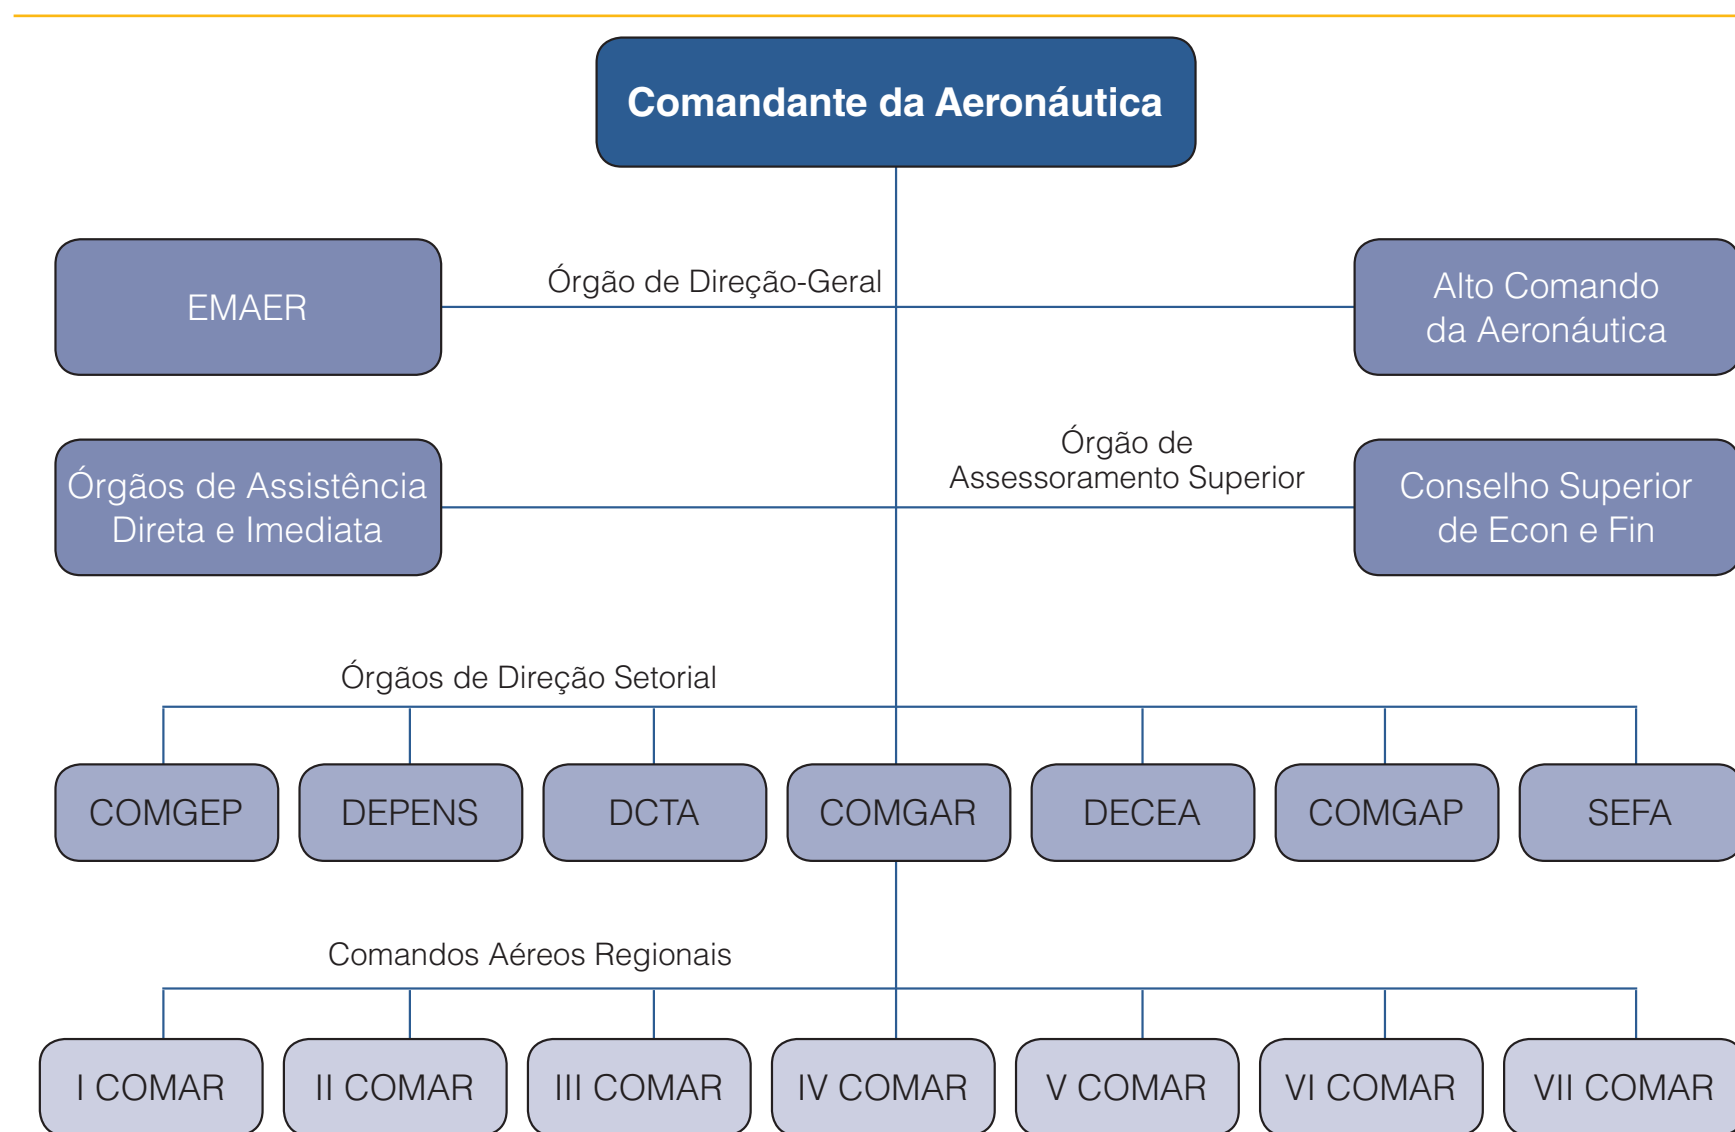 Comandante da Aeronáutica
Órgão de Direção-Geral
EMAER
Alto Comando
da Aeronáutica
Órgão de
Assessoramento Superior
Órgãos de Assistência
Direta e Imediata
Conselho Superior
de Econ e Fin
Órgãos de Direção Setorial
COMGEP
DEPENS
DCTA
COMGAR
DECEA
COMGAP
SEFA
Comandos Aéreos Regionais
I COMAR
II COMAR
III COMAR
IV COMAR
V COMAR
VI COMAR
VII COMAR